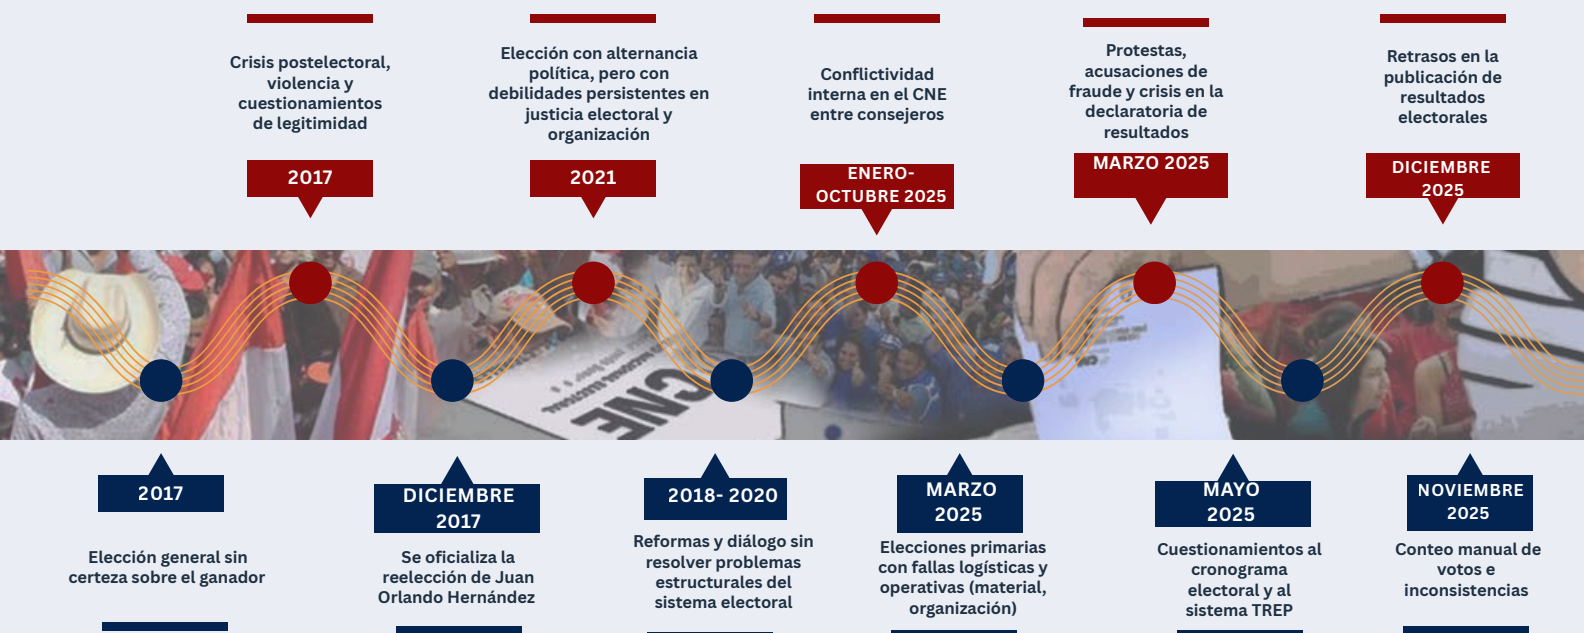 Crisis postelectoral,
violencia y
cuestionamientos
de legitimidad
2017
Elección con alternancia
política, pero con
debilidades persistentes en
justicia electoral y
organización
2021
Conflictividad
interna en el CNE
entre consejeros
ENERO-
OCTUBRE 2025
Protestas,
acusaciones de
fraude y crisis en la
declaratoria de
resultados
MARZO 2025
Retrasos en la
publicación de
resultados
electorales
DICIEMBRE
2025
CNE
2017
Elección general sin
certeza sobre el ganador
DICIEMBRE
2017
Se oficializa la
reelección de Juan
Orlando Hernández
2018- 2020
Reformas y diálogo sin
resolver problemas
estructurales del
sistema electoral
MARZO
2025
Elecciones primarias
con fallas logísticas y
operativas (material,
organización)
MAYO
2025
Cuestionamientos al
cronograma
electoral y al
sistema TREP
NOVIEMBRE
2025
Conteo manual de
votos e
inconsistencias